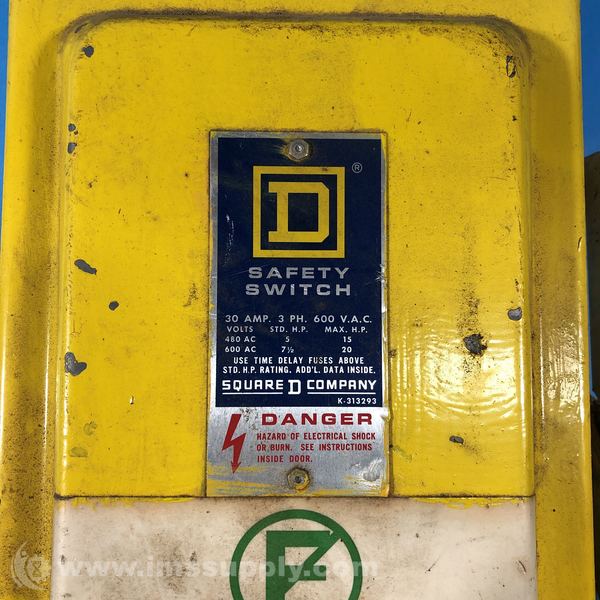 D ®
SAFETY
SWITCH
30 AMP. 3 PH. 600 V.A.C.
VOLTS STD. H.P. MAX. H.P.
480 AC 5 15
600 AC 7½ 20
USE TIME DELAY FUSES ABOVE
STD. H.P. RATING. ADD'L. DATA INSIDE.
SQUARE D COMPANY
K-313293
DANGER
HAZARD OF ELECTRICAL SHOCK
OR BURN. SEE INSTRUCTIONS
INSIDE DOOR.
F
© www.imssupply.com